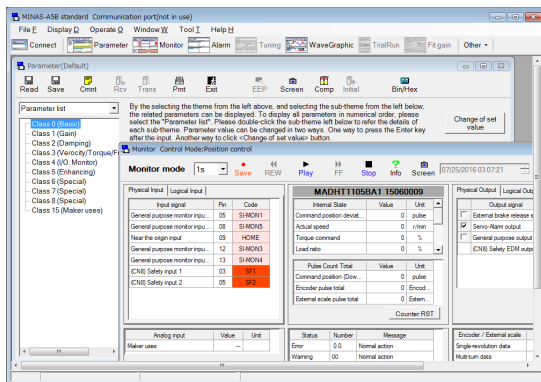 MINAS-A5B standard Communication port(not in use)
File F Display D Operate O Window W Tool T Help H
Connect Parameter Monitor Alarm Tuning WaveGraphic TrialRun Fit gain Other
Parameter(Default)
Read Save Cmnt Rcv Trans Prnt Exit EEP Screen Comp Initial Bin/Hex
Parameter list
By the selecting the theme from the left above, and selecting the sub-theme from the left below,
the related parameters can be displayed. To display all parameters in numerical order, please
select the "Parameter list". Please double-click the sub-theme left below to refer the details of
each sub-theme. Parameter value can be changed in two ways. One way to press the Enter key
after the input. Another way to click <Change of set value> button.
Change of set
value
Class 0 (Basic)
Class 1 (Gain)
Class 2 (Damping)
Class 3 (Verocity/Torque/F
Class 4 (I/O, Monitor)
Class 5 (Enhancing)
Class 6 (Special)
Class 7 (Special)
Class 8 (Special)
Class 15 (Maker uses)
Monitor Control Mode:Position control
Monitor mode 1s Save REW Play FF Stop Info Screen 07/25/2016 03:07:21
Physical Input Logical Input
Input signal Pin Code
General purpose monitor inpu... 05 SI-MON1
General purpose monitor inpu... 08 SI-MON5
Near the origin input 09 HOME
General purpose monitor inpu... 12 SI-MON3
General purpose monitor inpu... 13 SI-MON4
(CN8) Safety input 1 03 SF1
(CN8) Safety input 2 05 SF2
MADHT1105BA1 15060009
Internal State Value Unit
Command position deviat... 0 pulse
Actual speed 0 r/min
Torque command 0 %
Load ratio 0 %
Pulse Count Total Value Unit
Command position (Dow... 0 pulse
Encoder pulse total 0 Encod...
External scale pulse total 0 Extern...
Counter RST
Physical Output Logical Outp
Output signal
External brake release s
Servo-Alarm output
General purpose output
(CN8) Safety EDM outp
Analog input Value Unit
Maker uses ---
Status Number Message
Error 0.0 Normal action
Warning 00 Normal action
Encoder / External scale
Single-revolution data
Multi-turn data